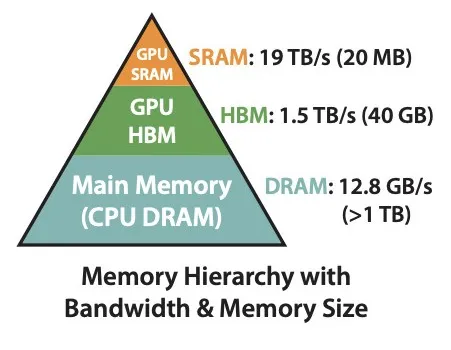 GPU
SRAM
SRAM: 19 TB/s (20 MB)
GPU
HBM
HBM: 1.5 TB/s (40 GB)
Main Memory
(CPU DRAM)
DRAM: 12.8 GB/s
(>1 TB)
Memory Hierarchy with
Bandwidth & Memory Size